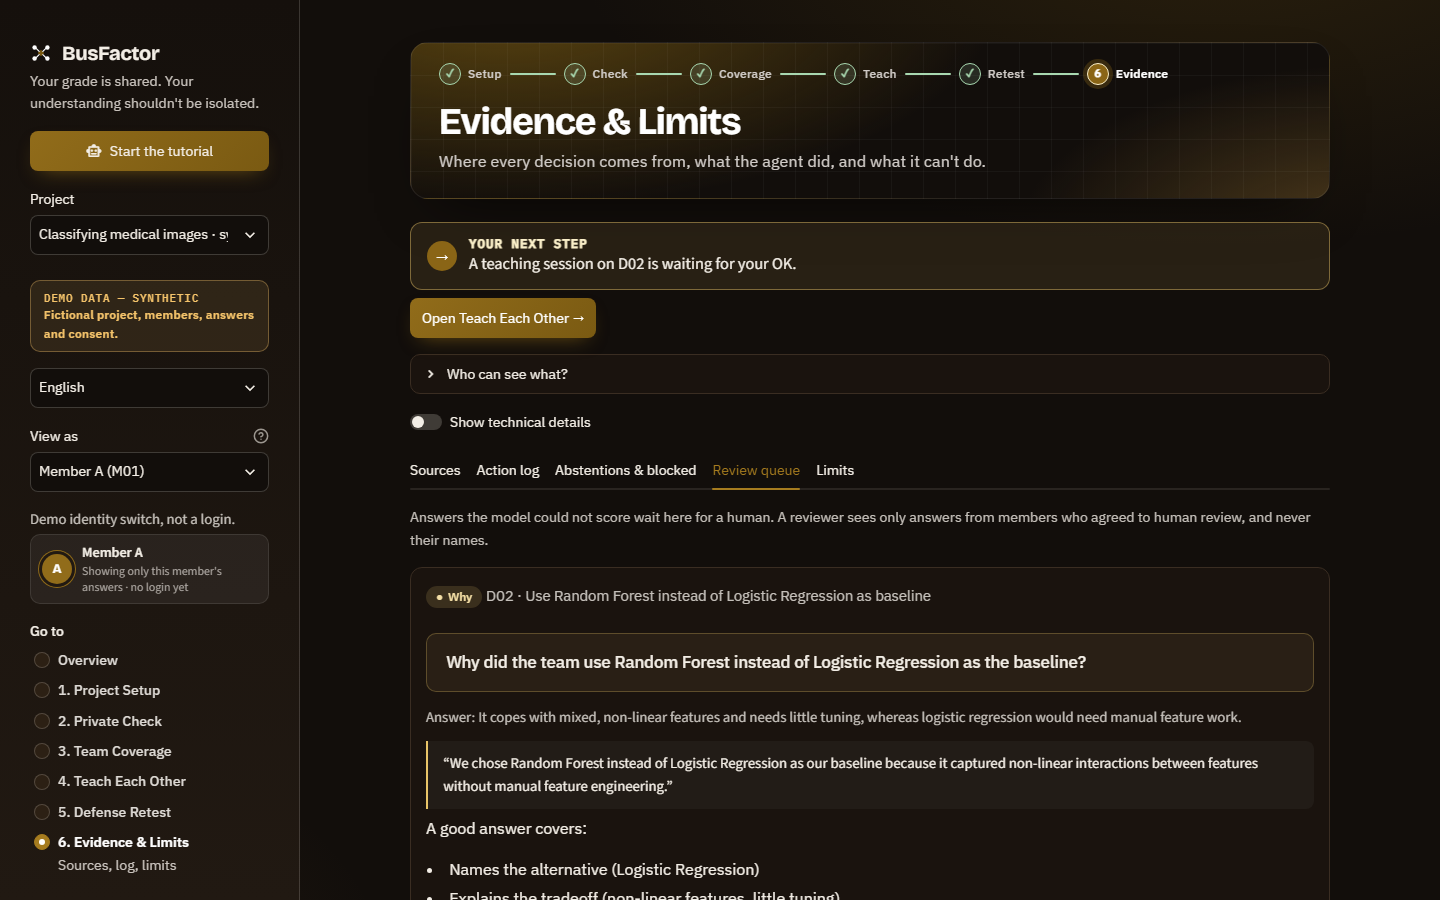 BusFactor
Your grade is shared. Your
understanding shouldn't be isolated.
Start the tutorial
Project
Classifying medical images ·
DEMO DATA — SYNTHETIC
Fictional project, members, answers
and consent.
English
View as
Member A (M01)
Demo identity switch, not a login.
A
Member A
Showing only this member's
answers · no login yet
Go to
Overview
1. Project Setup
2. Private Check
3. Team Coverage
4. Teach Each Other
5. Defense Retest
6. Evidence & Limits
Sources, log, limits
✓ Setup ✓ Check ✓ Coverage ✓ Teach ✓ Retest 6 Evidence
Evidence & Limits
Where every decision comes from, what the agent did, and what it can't do.
YOUR NEXT STEP
→ A teaching session on D02 is waiting for your OK.
Open Teach Each Other →
Who can see what?
Show technical details
Sources Action log Abstentions & blocked Review queue Limits
Answers the model could not score wait here for a human. A reviewer sees only answers from members who agreed to human review, and never
their names.
• Why D02 · Use Random Forest instead of Logistic Regression as baseline
Why did the team use Random Forest instead of Logistic Regression as the baseline?
Answer: It copes with mixed, non-linear features and needs little tuning, whereas logistic regression would need manual feature work.
“We chose Random Forest instead of Logistic Regression as our baseline because it captured non-linear interactions between features
without manual feature engineering.”
A good answer covers:
• Names the alternative (Logistic Regression)
• Explains the tradeoff (non-linear features, little tuning)